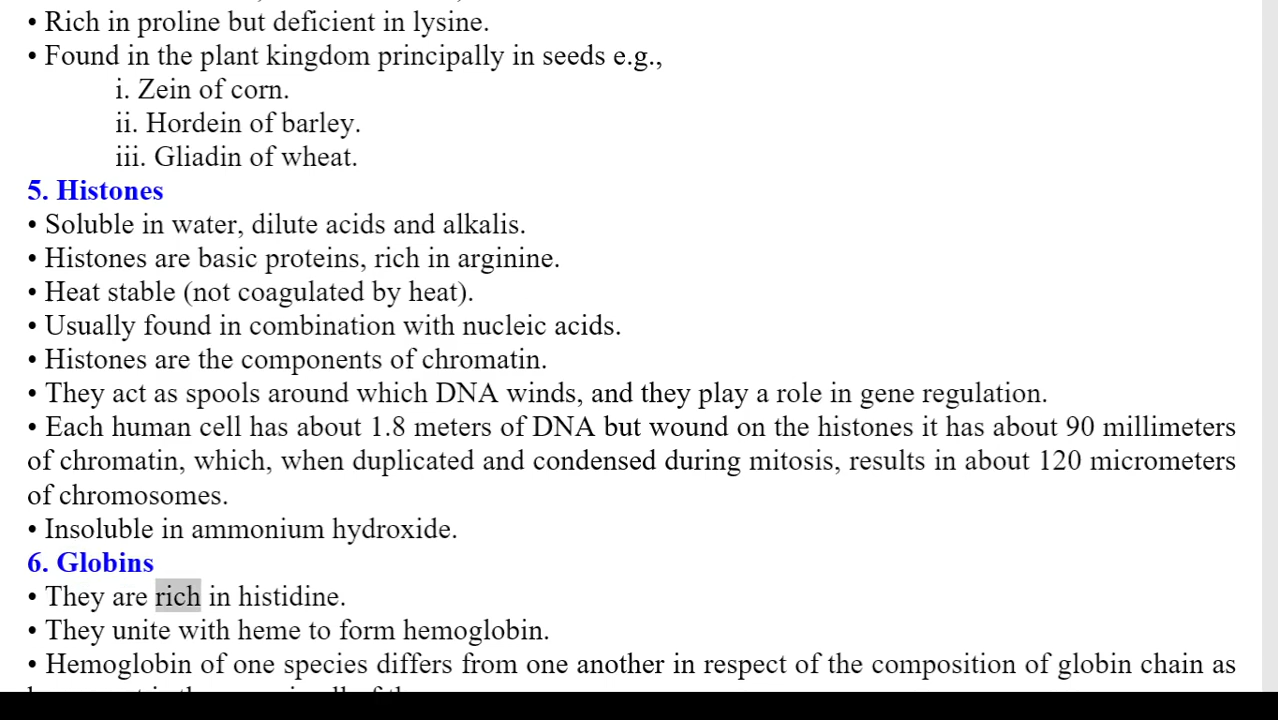 • Rich in proline but deficient in lysine.
• Found in the plant kingdom principally in seeds e.g.,
i. Zein of corn.
ii. Hordein of barley.
iii. Gliadin of wheat.
5. Histones
• Soluble in water, dilute acids and alkalis.
• Histones are basic proteins, rich in arginine.
• Heat stable (not coagulated by heat).
• Usually found in combination with nucleic acids.
• Histones are the components of chromatin.
• They act as spools around which DNA winds, and they play a role in gene regulation.
• Each human cell has about 1.8 meters of DNA but wound on the histones it has about 90 millimeters
of chromatin, which, when duplicated and condensed during mitosis, results in about 120 micrometers
of chromosomes.
• Insoluble in ammonium hydroxide.
6. Globins
• They are rich in histidine.
• They unite with heme to form hemoglobin.
• Hemoglobin of one species differs from one another in respect of the composition of globin chain as